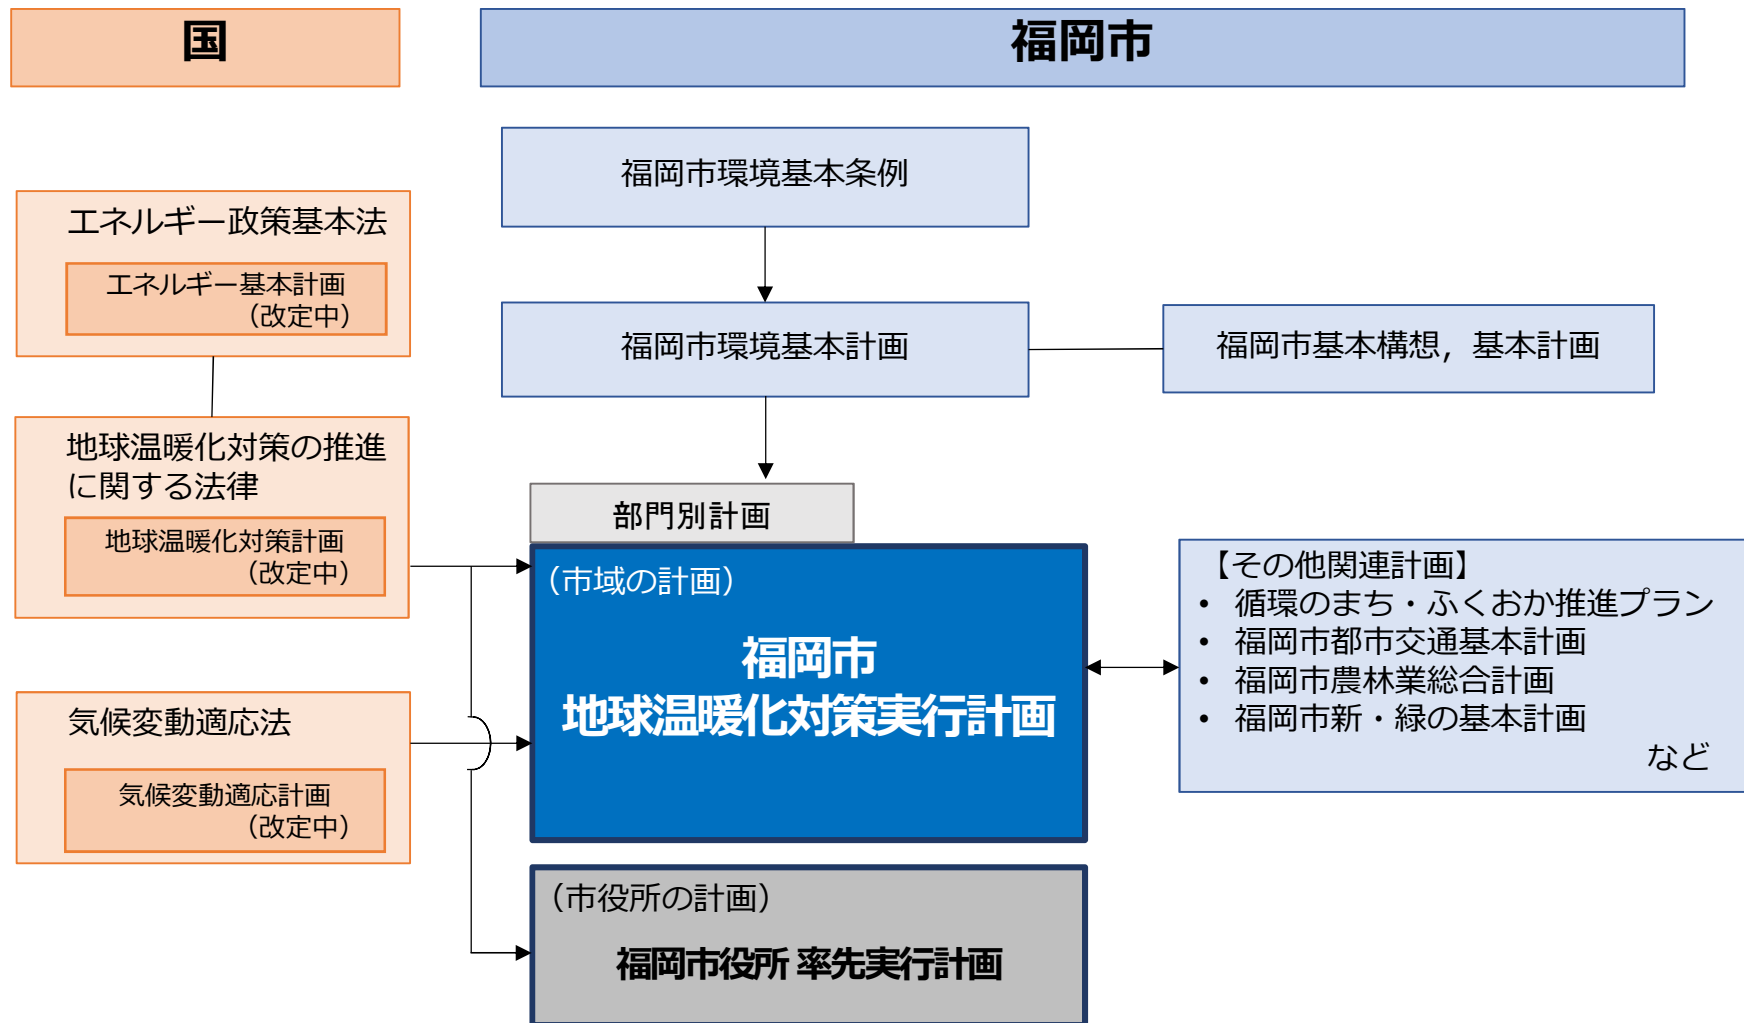 国
福岡市
エネルギー政策基本法
エネルギー基本計画
（改定中）
地球温暖化対策の推進
に関する法律
地球温暖化対策計画
（改定中）
気候変動適応法
気候変動適応計画
（改定中）
福岡市環境基本条例
福岡市環境基本計画
福岡市基本構想，基本計画
部門別計画
（市域の計画）
福岡市
地球温暖化対策実行計画
【その他関連計画】
• 循環のまち・ふくおか推進プラン
• 福岡市都市交通基本計画
• 福岡市農林業総合計画
• 福岡市新・緑の基本計画
など
（市役所の計画）
福岡市役所 率先実行計画